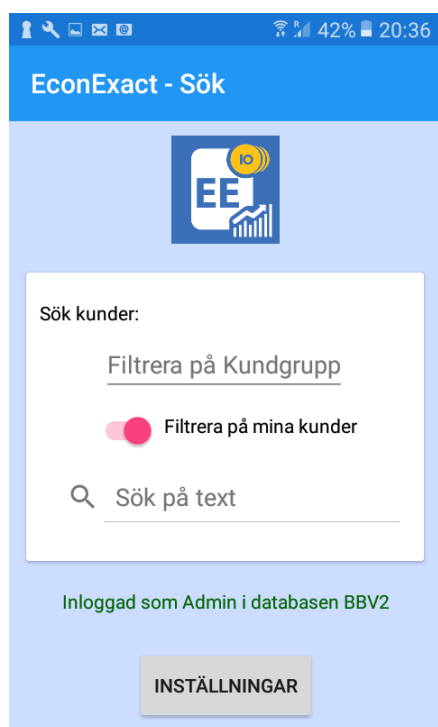 42% 20:36
EconExact - Sök
10
EE
Sök kunder:
Filtrera på Kundgrupp
Filtrera på mina kunder
Sök på text
Inloggad som Admin i databasen BBV2
INSTÄLLNINGAR